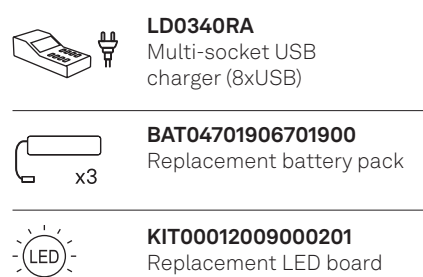 LD0340RA
Multi-socket USB
charger (8xUSB)
x3
BAT04701906701900
Replacement battery pack
LED
KIT00012009000201
Replacement LED board